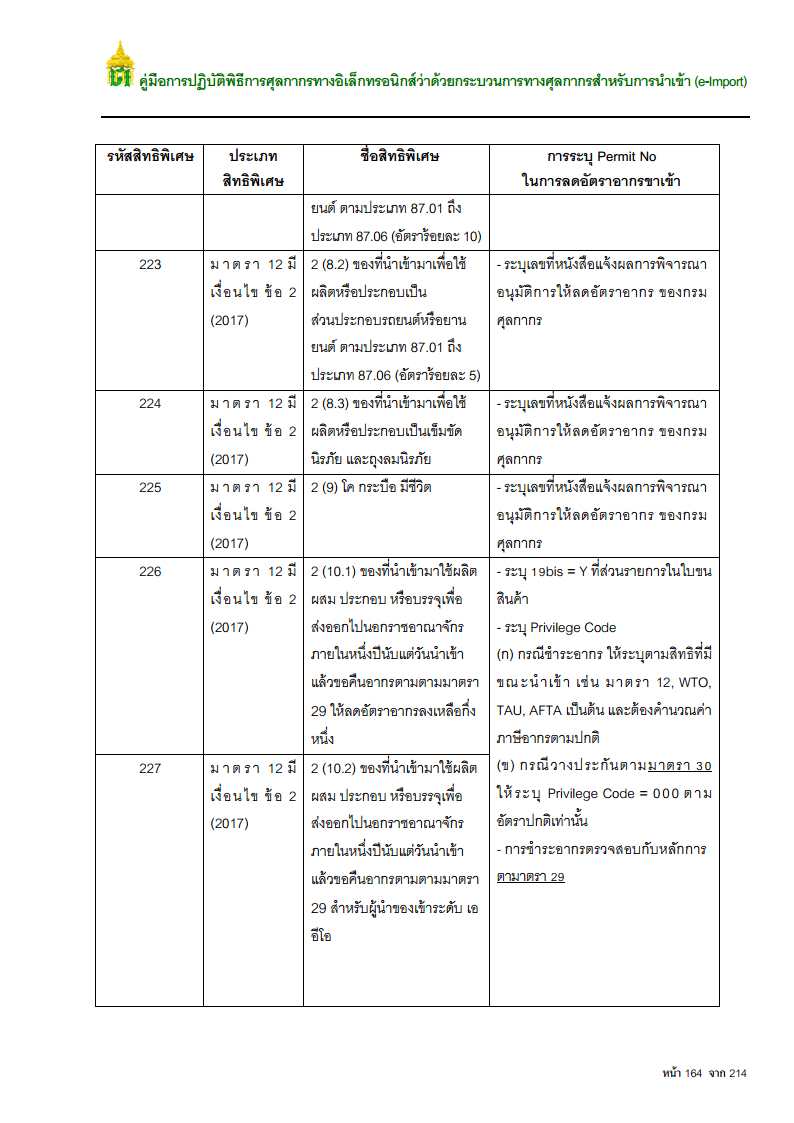 คู่มือการปฏิบัติพิธีการศุลกากรทางอิเล็กทรอนิกส์ว่าด้วยกระบวนการทางศุลกากรสำหรับการนำเข้า (e-Import)
รหัสสิทธิพิเศษ
ประเภท
สิทธิพิเศษ
ชื่อสิทธิพิเศษ
การระบุ Permit No
ในการลดอัตราอากรขาเข้า
ยนต์ ตามประเภท 87.01 ถึง
ประเภท 87.06 (อัตราร้อยละ 10)
223
มาตรา 12 มี
เงื่อนไข ข้อ 2
(2017)
2 (8.2) ของที่นำเข้ามาเพื่อใช้
ผลิตหรือประกอบเป็น
ส่วนประกอบรถยนต์หรือยาน
ยนต์ ตามประเภท 87.01 ถึง
ประเภท 87.06 (อัตราร้อยละ 5)
- ระบุเลขที่หนังสือแจ้งผลการพิจารณา
อนุมัติการให้ลดอัตราอากร ของกรม
ศุลกากร
224
มาตรา 12 มี
เงื่อนไข ข้อ 2
(2017)
2 (8.3) ของที่นำเข้ามาเพื่อใช้
ผลิตหรือประกอบเป็นเข็มขัด
นิรภัย และถุงลมนิรภัย
- ระบุเลขที่หนังสือแจ้งผลการพิจารณา
อนุมัติการให้ลดอัตราอากร ของกรม
ศุลกากร
225
มาตรา 12 มี
เงื่อนไข ข้อ 2
(2017)
2 (9) โค กระบือ มีชีวิต
- ระบุเลขที่หนังสือแจ้งผลการพิจารณา
อนุมัติการให้ลดอัตราอากร ของกรม
ศุลกากร
226
มาตรา 12 มี
เงื่อนไข ข้อ 2
(2017)
2 (10.1) ของที่นำเข้ามาใช้ผลิต
ผสม ประกอบ หรือบรรจุเพื่อ
ส่งออกไปนอกราชอาณาจักร
ภายในหนึ่งปีนับแต่วันนำเข้า
แล้วขอคืนอากรตามตามมาตรา
29 ให้ลดอัตราอากรลงเหลือกึ่ง
หนึ่ง
- ระบุ 19bis = Y ที่ส่วนรายการในใบขน
สินค้า
- ระบุ Privilege Code
(ก) กรณีชำระอากร ให้ระบุตามสิทธิที่มี
ขณะนำเข้า เช่น มาตรา 12, WTO,
TAU, AFTA เป็นต้น และต้องคำนวณค่า
ภาษีอากรตามปกติ
(ข) กรณีวางประกันตามมาตรา 30
ให้ระบุ Privilege Code = 000 ตาม
อัตราปกติเท่านั้น
- การชำระอากรตรวจสอบกับหลักการ
ตามาตรา 29
227
มาตรา 12 มี
เงื่อนไข ข้อ 2
(2017)
2 (10.2) ของที่นำเข้ามาใช้ผลิต
ผสม ประกอบ หรือบรรจุเพื่อ
ส่งออกไปนอกราชอาณาจักร
ภายในหนึ่งปีนับแต่วันนำเข้า
แล้วขอคืนอากรตามตามมาตรา
29 สำหรับผู้นำของเข้าระดับ เอ
อีโอ
หน้า 164 จาก 214